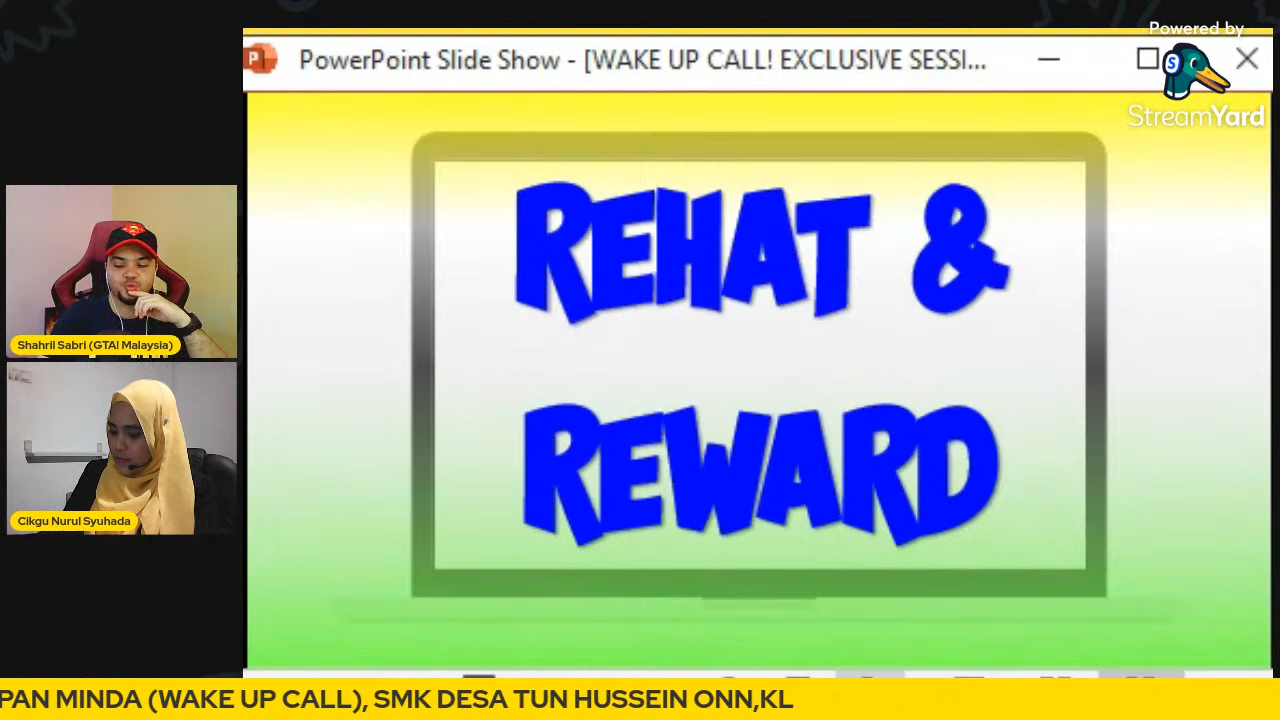 Powered by
StreamYard
PowerPoint Slide Show - [WAKE UP CALL! EXCLUSIVE SESSI...
REHAT &
REWARD
Shahril Sabri (GTA! Malaysia)
Cikgu Nurul Syuhada
PAN MINDA (WAKE UP CALL), SMK DESA TUN HUSSEIN ONN,KL